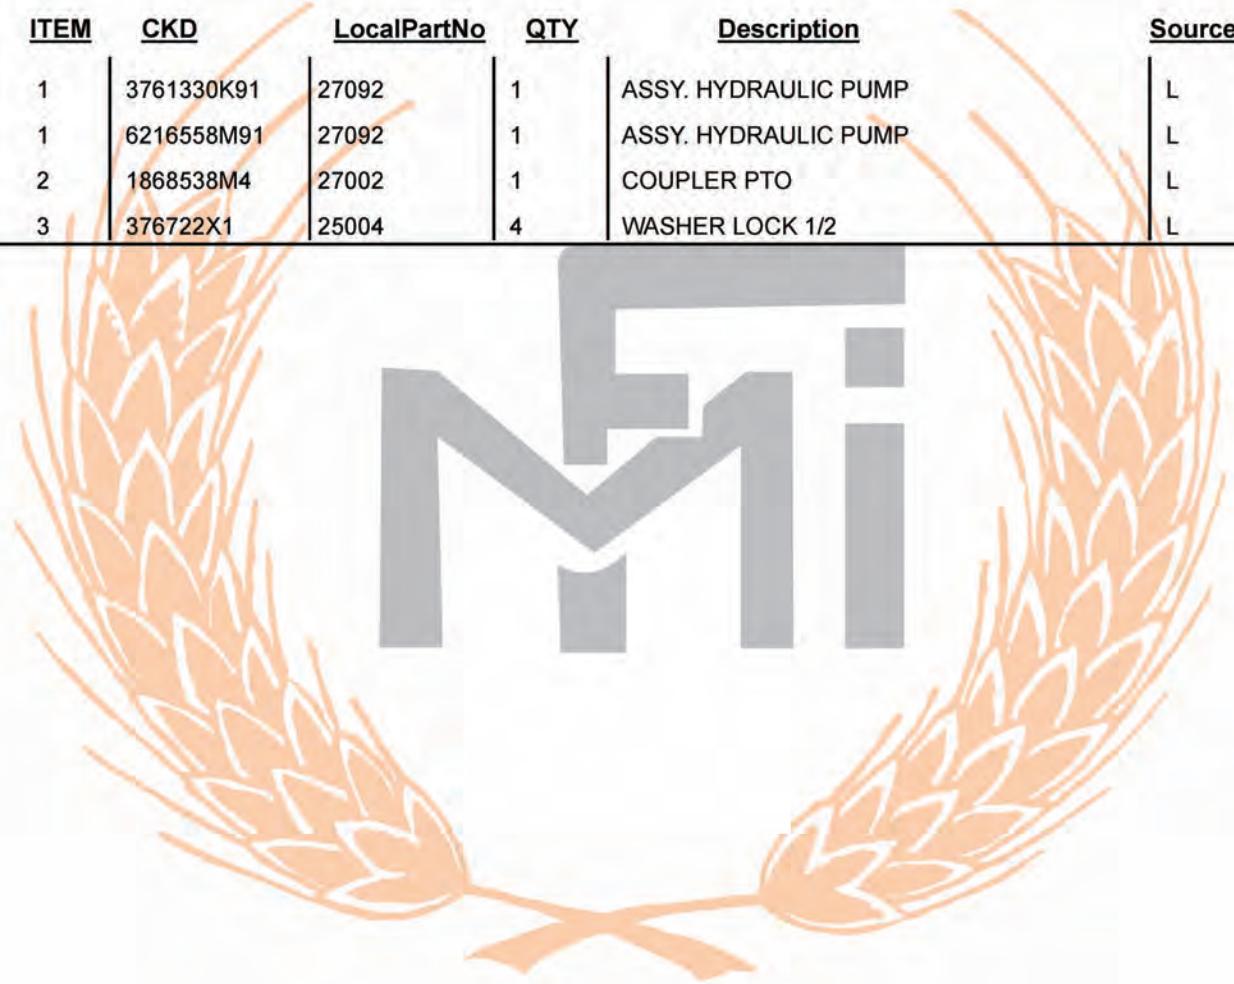 ITEM CKD LocalPartNo QTY Description Source
1 3761330K91 27092 1 ASSY. HYDRAULIC PUMP L
1 6216558M91 27092 1 ASSY. HYDRAULIC PUMP L
2 1868538M4 27002 1 COUPLER PTO L
3 376722X1 25004 4 WASHER LOCK 1/2 L